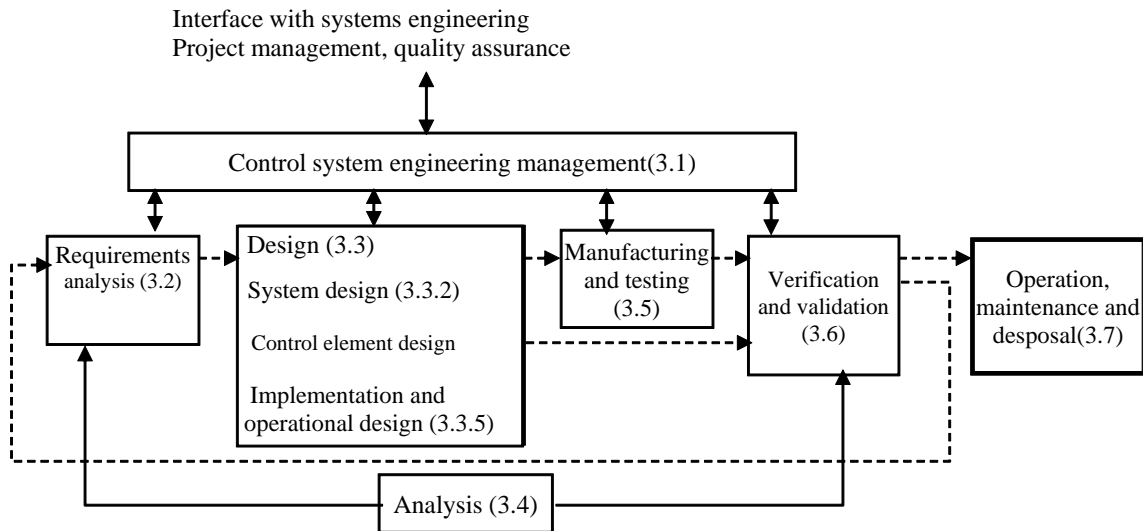 Interface with systems engineering
Project management, quality assurance
Control system engineering management(3.1)
Requirements
analysis (3.2)
Design (3.3)
System design (3.3.2)
Control element design
Implementation and
operational design (3.3.5)
Manufacturing
and testing
(3.5)
Verification
and validation
(3.6)
Operation,
maintenance and
desposal(3.7)
Analysis (3.4)